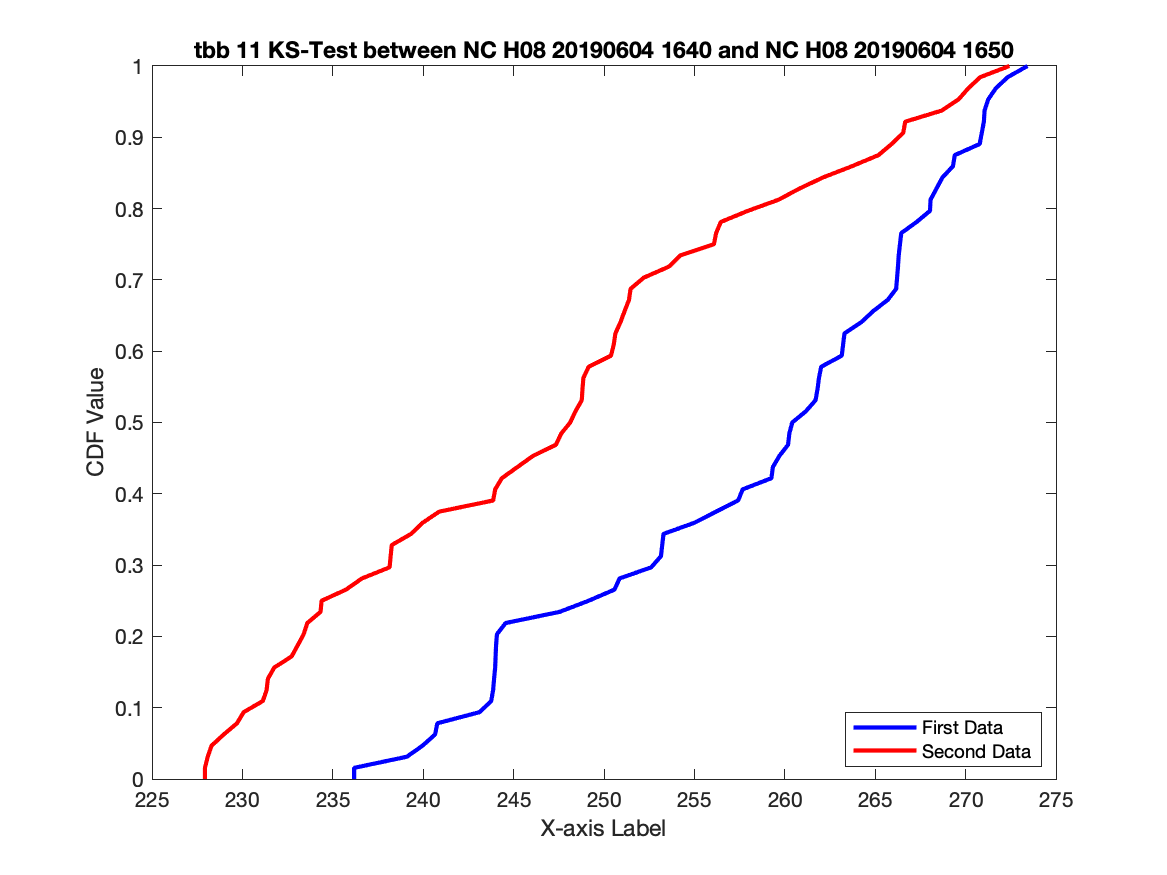 tbb 11 KS-Test between NC H08 20190604 1640 and NC H08 20190604 1650
1
0.9
0.8
0.7
0.6
0.5
0.4
0.3
0.2
0.1
0
CDF Value
225 230 235 240 245 250 255 260 265 270 275
X-axis Label
First Data
Second Data